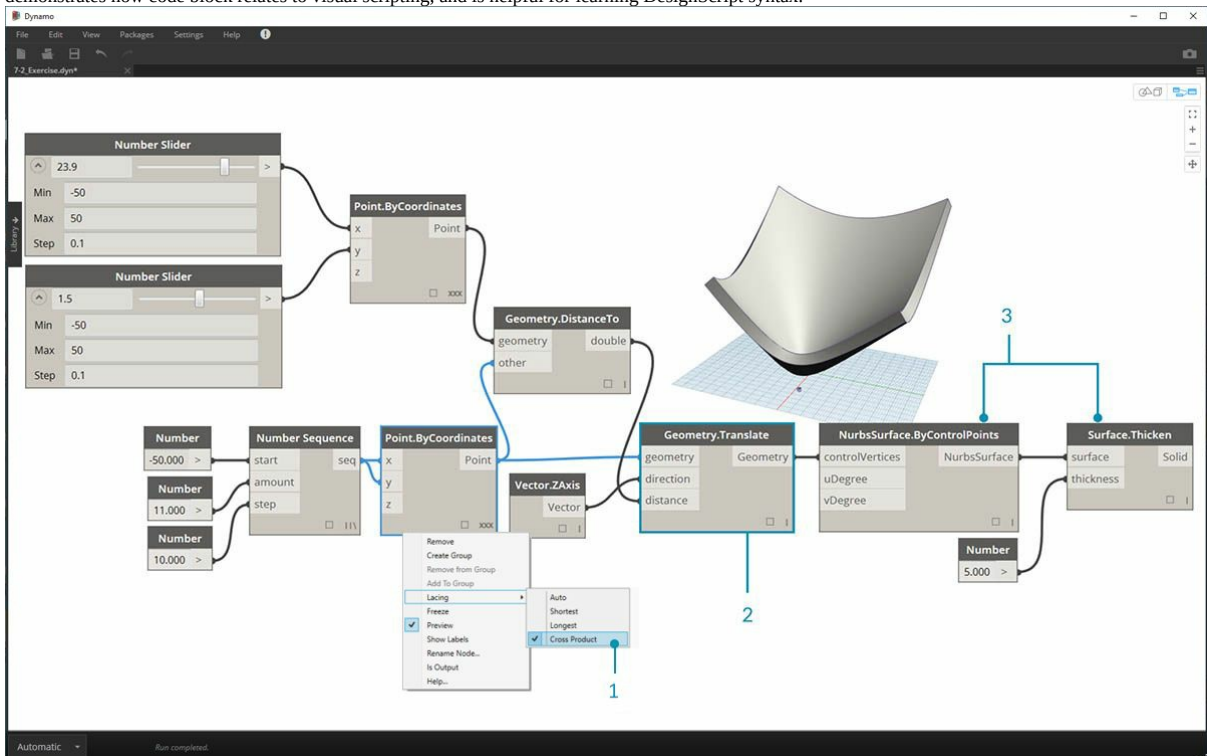 demonstrates how code block relates to visual scripting, and is helpful for learning DesignScript syntax.
Dynamo
File Edit View Packages Settings Help
7-2_Exercise.dyn*
Library
Number Slider
23.9 >
Min -50
Max 50
Step 0.1
Number Slider
1.5 >
Min -50
Max 50
Step 0.1
Point.ByCoordinates
x Point
y
z
xxx
Geometry.DistanceTo
geometry double
other
3
Number
-50.000 >
Number
11.000 >
Number
10.000 >
Number Sequence
start seq
amount
step
Point.ByCoordinates
x Point
y
z
xxx
Vector.ZAxis
Vector
Geometry.Translate
geometry Geometry
direction
distance
NurbsSurface.ByControlPoints
controlVertices NurbsSurface
uDegree
vDegree
Surface.Thicken
surface Solid
thickness
Number
5.000 >
2
Remove
Create Group
Remove from Group
Add To Group
Lacing
Freeze
Preview
Show Labels
Rename Node...
Is Output
Help...
Auto
Shortest
Longest
Cross Product
1
Automatic
Run completed.